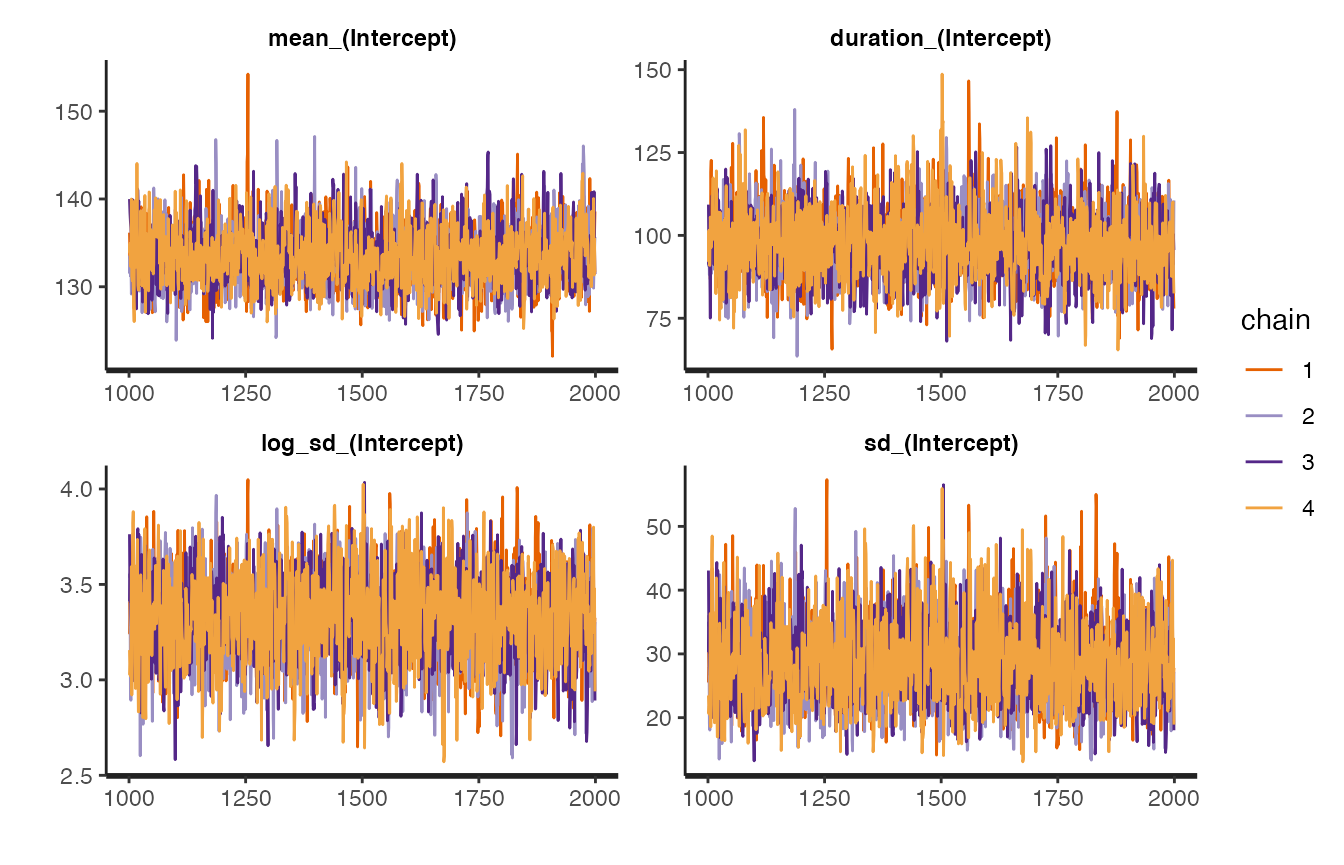 mean_(Intercept)
150
140
130
1000 1250 1500 1750 2000
duration_(Intercept)
150
125
100
75
1000 1250 1500 1750 2000
log_sd_(Intercept)
4.0
3.5
3.0
2.5
1000 1250 1500 1750 2000
sd_(Intercept)
50
40
30
20
1000 1250 1500 1750 2000
chain
1
2
3
4